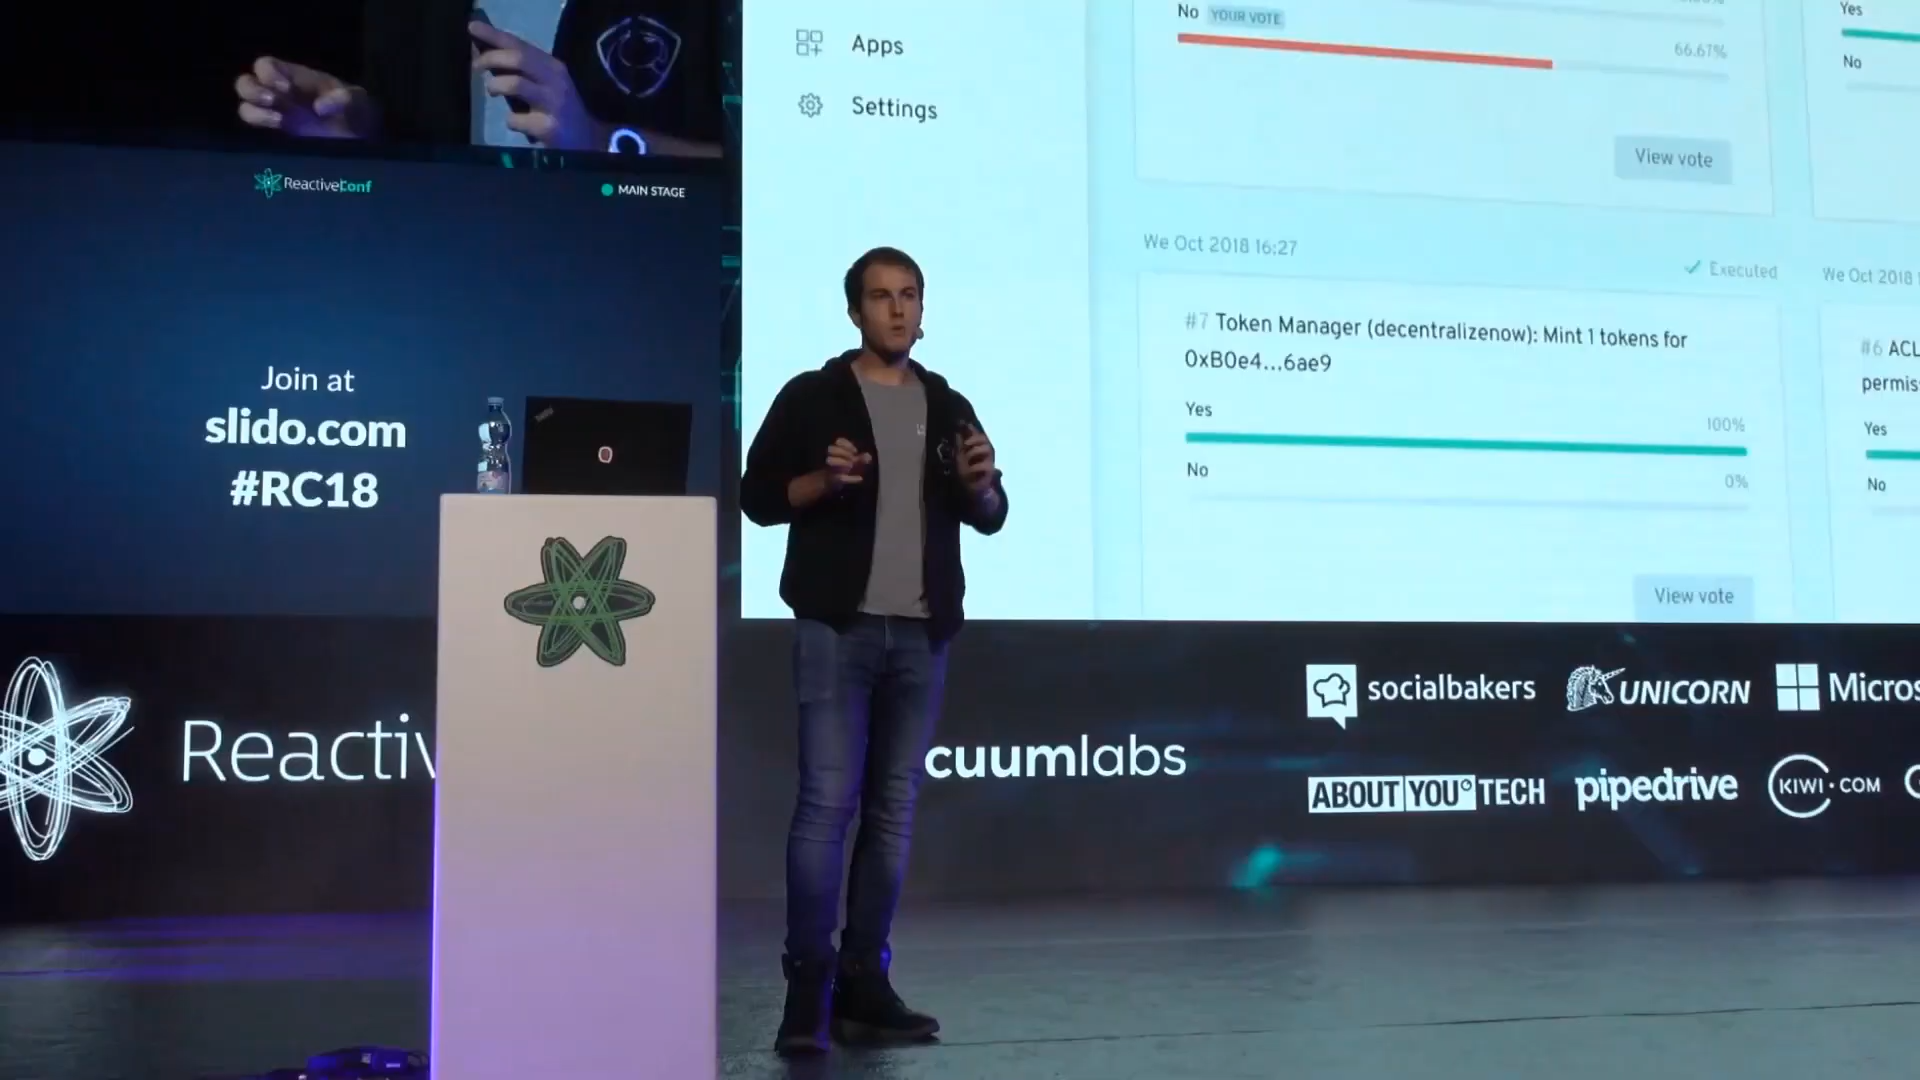 ReactiveConf
MAIN STAGE
Join at
slido.com
#RC18
Apps
Settings
No YOUR VOTE
66.67%
View vote
Yes
No
We Oct 2018 16:27
Executed
#7 Token Manager (decentralizenow): Mint 1 tokens for
0xB0e4...6ae9
Yes
100%
No
0%
View vote
We Oct 2018
#6 ACL
permis
Yes
No
Reactiv
cuumlabs
socialbakers
UNICORN
Micros
ABOUT YOU° TECH
pipedrive
KIWI.COM